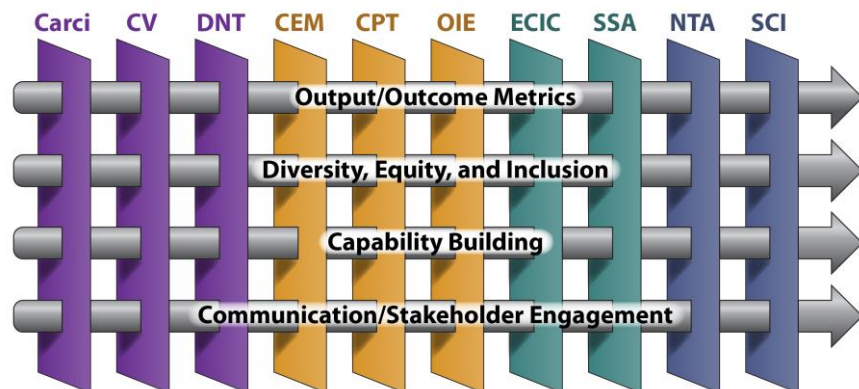 Carci CV DNT CEM CPT OIE ECIC SSA NTA SCI
Output/Outcome Metrics
Diversity, Equity, and Inclusion
Capability Building
Communication/Stakeholder Engagement